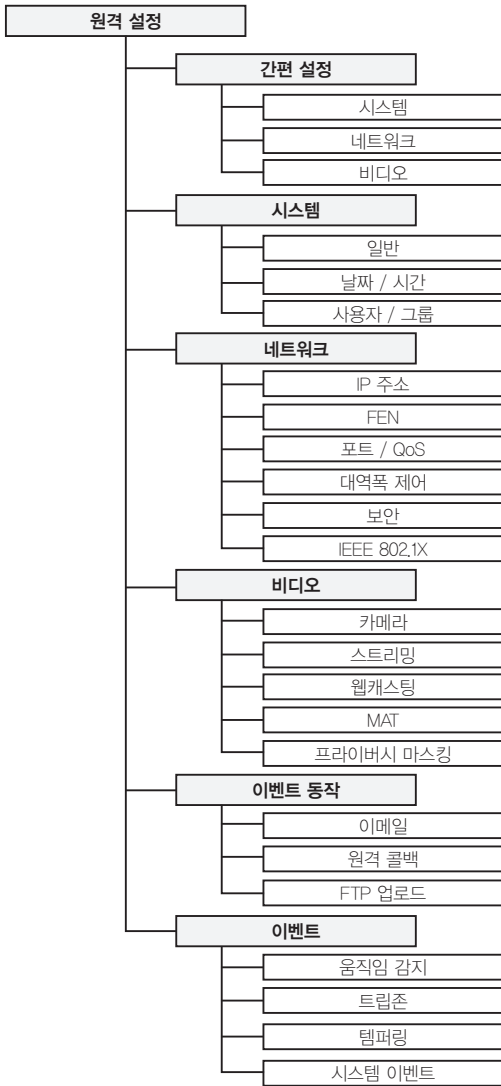 원격 설정
간편 설정
시스템
네트워크
비디오
시스템
일반
날짜 / 시간
사용자 / 그룹
네트워크
IP 주소
FEN
포트 / QoS
대역폭 제어
보안
IEEE 802.1X
비디오
카메라
스트리밍
웹캐스팅
MAT
프라이버시 마스킹
이벤트 동작
이메일
원격 콜백
FTP 업로드
이벤트
움직임 감지
트립존
템퍼링
시스템 이벤트